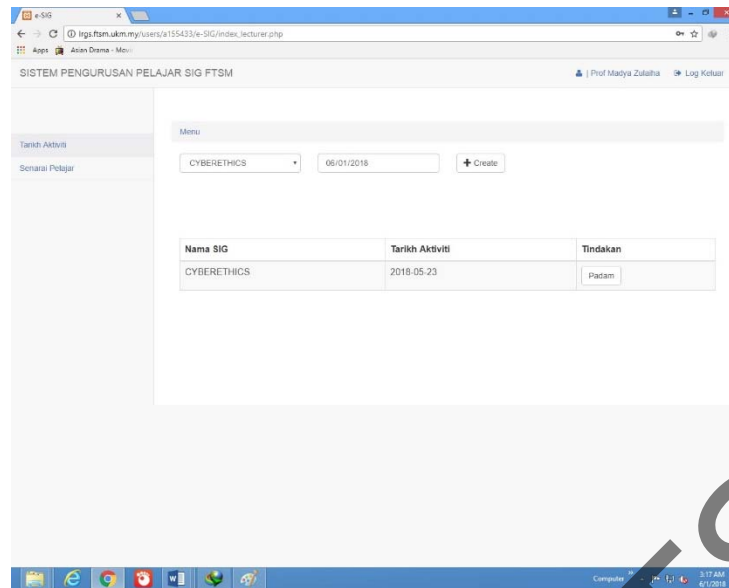 e-SIG
lrgs.ftsm.ukm.my/users/a155433/e-SIG/index_lecturer.php
Apps Asian Drama - Movi
SISTEM PENGURUSAN PELAJAR SIG FTSM
| Prof Madya Zulaiha Log Keluar
Menu
Tarikh Aktiviti
Senarai Pelajar
CYBERETHICS 06/01/2018 Create
Nama SIG Tarikh Aktiviti Tindakan
CYBERETHICS 2018-05-23 Padam
Computer
3:17 AM
6/1/2018